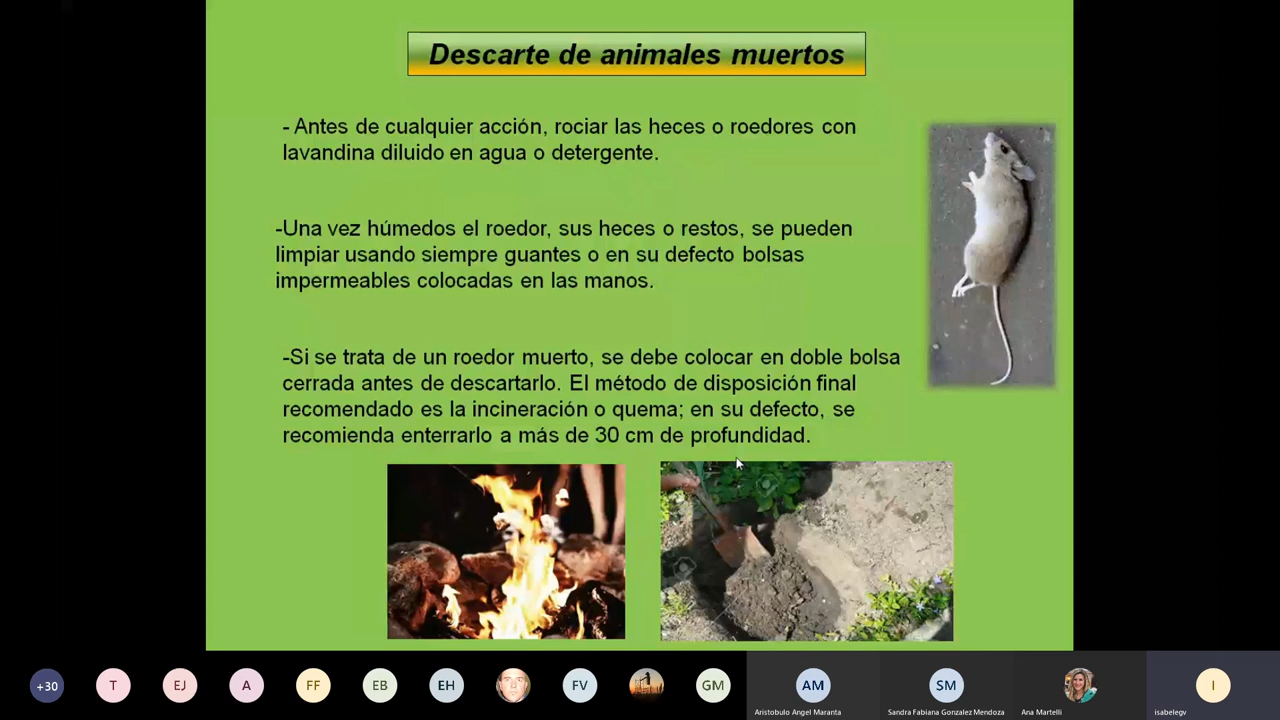 Descarte de animales muertos
- Antes de cualquier acción, rociar las heces o roedores con
lavandina diluido en agua o detergente.
-Una vez húmedos el roedor, sus heces o restos, se pueden
limpiar usando siempre guantes o en su defecto bolsas
impermeables colocadas en las manos.
-Si se trata de un roedor muerto, se debe colocar en doble bolsa
cerrada antes de descartarlo. El método de disposición final
recomendado es la incineración o quema; en su defecto, se
recomienda enterrarlo a más de 30 cm de profundidad.
+30 T EJ A FF EB EH FV GM AM SM I
Aristobulo Angel Maranta Sandra Fabiana Gonzalez Mendoza Ana Martelli isabelegv